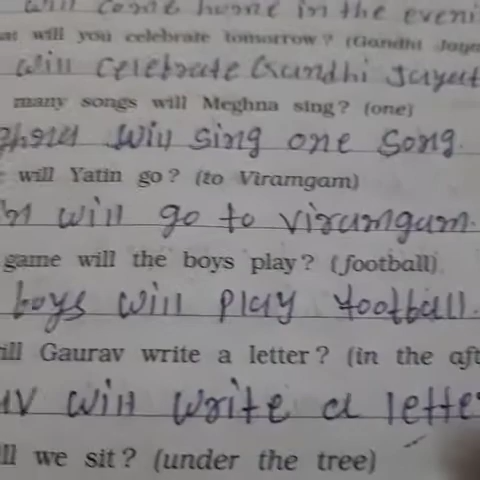 will come home in the eveni
at will you celebrate tomorrow? (Gandhi Jaya
will celebrate Gandhi Jayat
many songs will Meghna sing? (one)
will sing one song.
will Yatin go? (to Viramgam)
will go to viramgam.
game will the boys play? (football)
boys will play football.
ill Gaurav write a letter? (in the aft
av will write a lette
ll we sit? (under the tree)